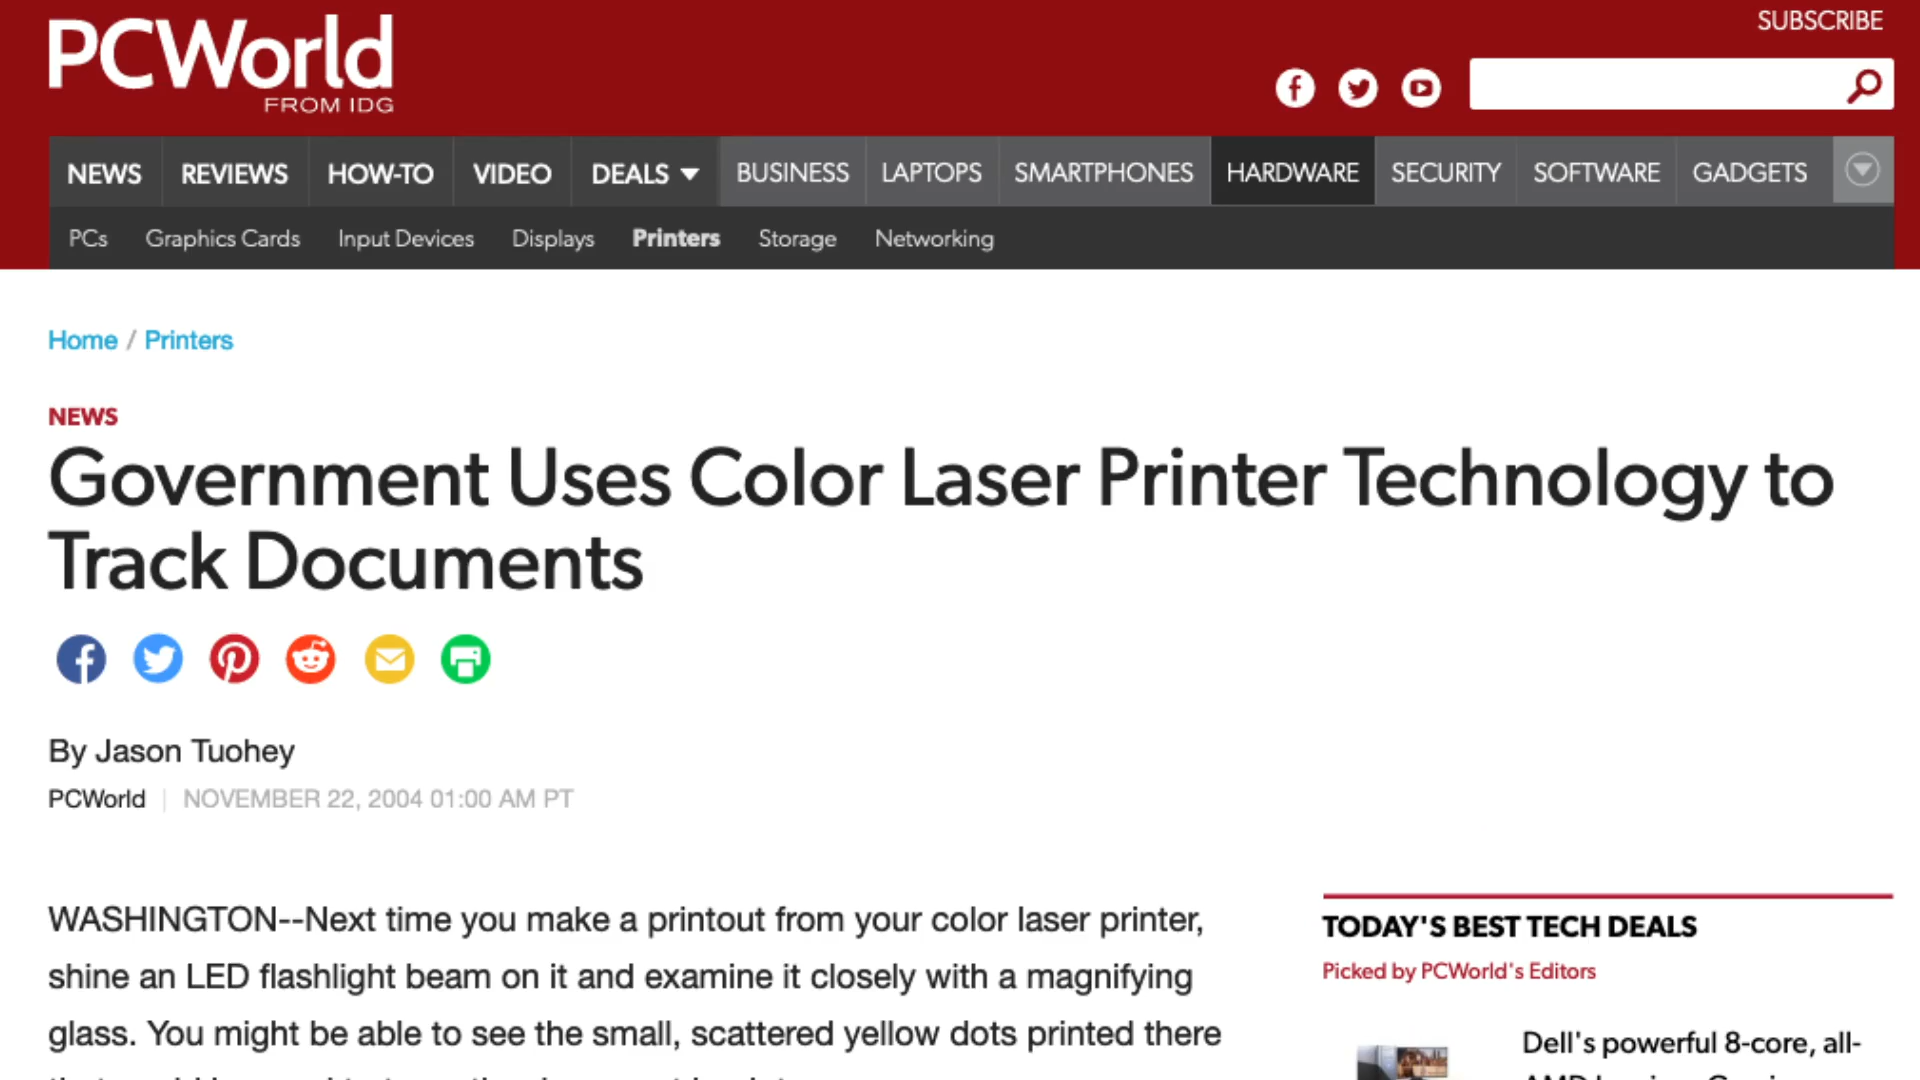 SUBSCRIBE
PCWorld
FROM IDG
NEWS REVIEWS HOW-TO VIDEO DEALS BUSINESS LAPTOPS SMARTPHONES HARDWARE SECURITY SOFTWARE GADGETS
PCs Graphics Cards Input Devices Displays Printers Storage Networking
Home / Printers
NEWS
Government Uses Color Laser Printer Technology to
Track Documents
By Jason Tuohey
PCWorld | NOVEMBER 22, 2004 01:00 AM PT
WASHINGTON--Next time you make a printout from your color laser printer,
shine an LED flashlight beam on it and examine it closely with a magnifying
glass. You might be able to see the small, scattered yellow dots printed there
TODAY'S BEST TECH DEALS
Picked by PCWorld's Editors
Dell's powerful 8-core, all-